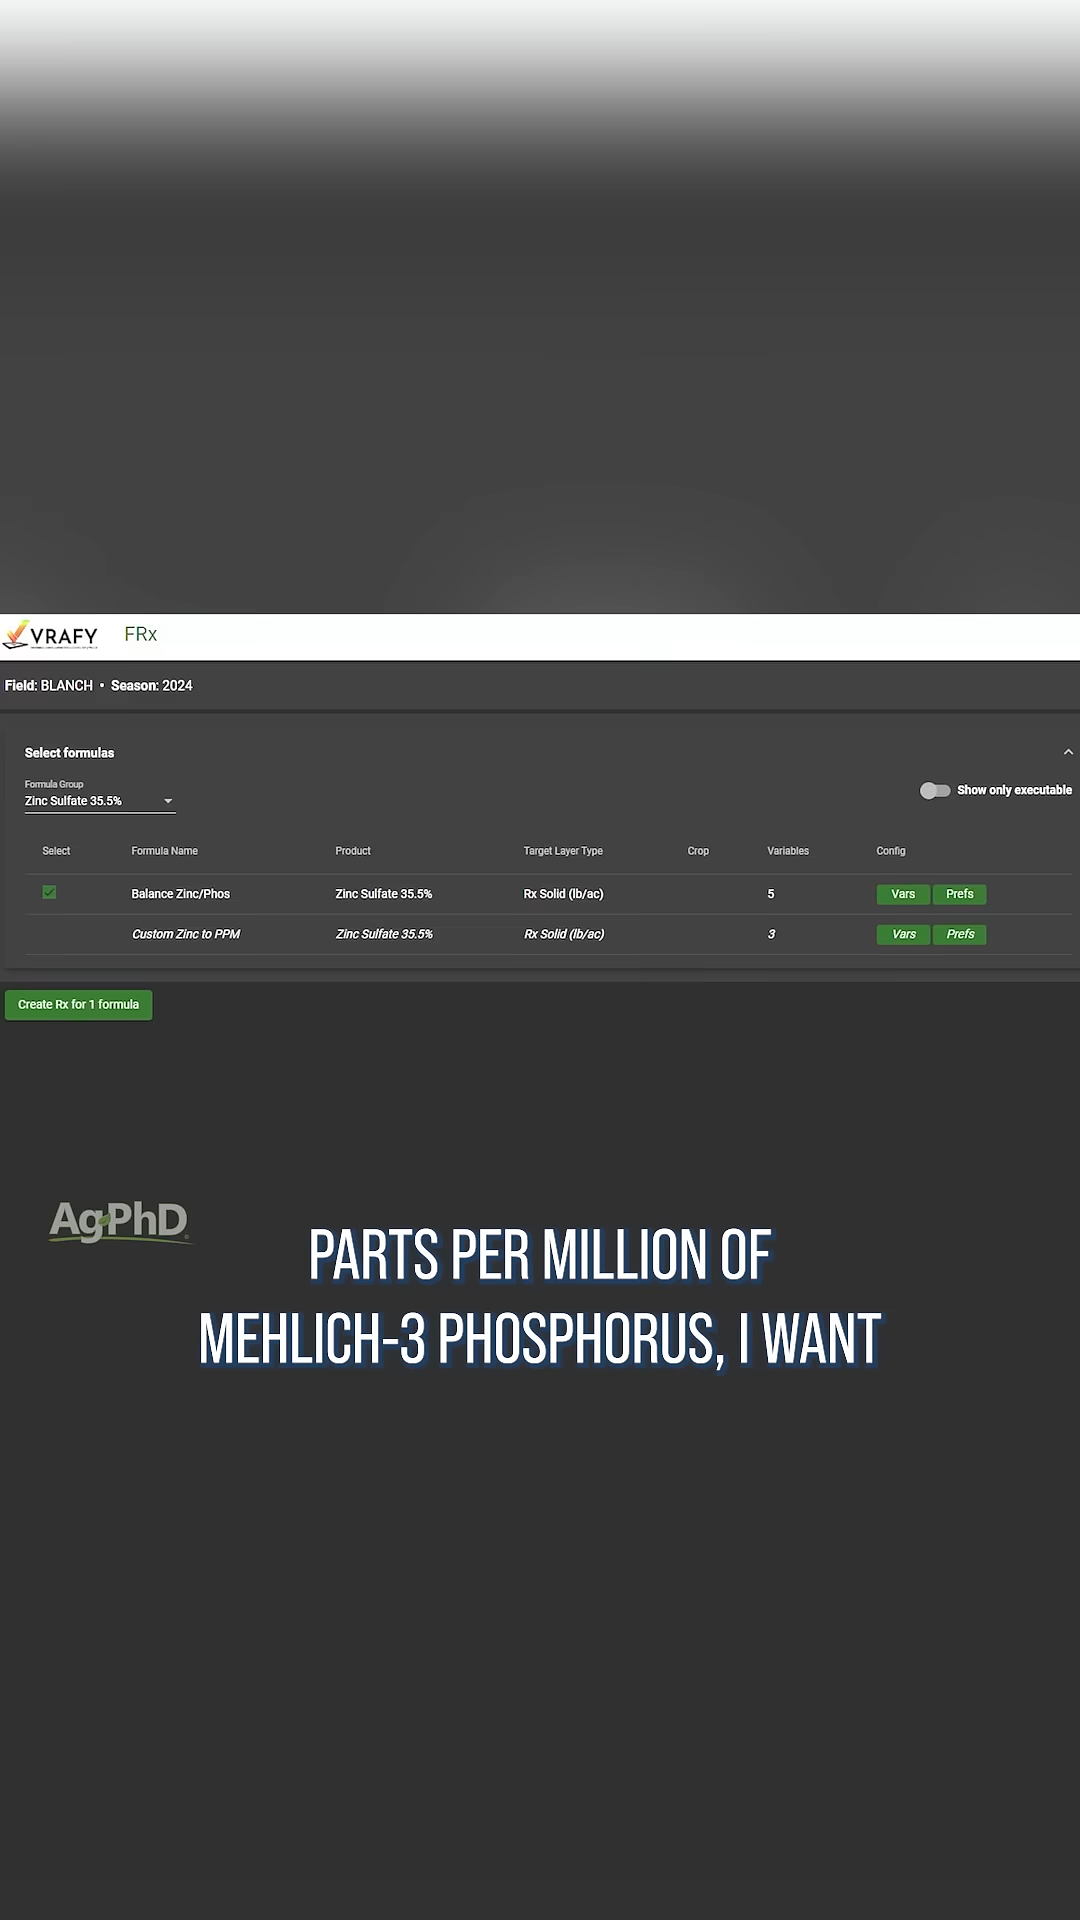 VRAFY FRx
Field: BLANCH • Season: 2024
Select formulas
Formula Group
Zinc Sulfate 35.5%
Show only executable
Select Formula Name Product Target Layer Type Crop Variables Config
Balance Zinc/Phos Zinc Sulfate 35.5% Rx Solid (lb/ac) 5 Vars Prefs
Custom Zinc to PPM Zinc Sulfate 35.5% Rx Solid (lb/ac) 3 Vars Prefs
Create Rx for 1 formula
AgPhD
PARTS PER MILLION OF
MEHLICH-3 PHOSPHORUS, I WANT